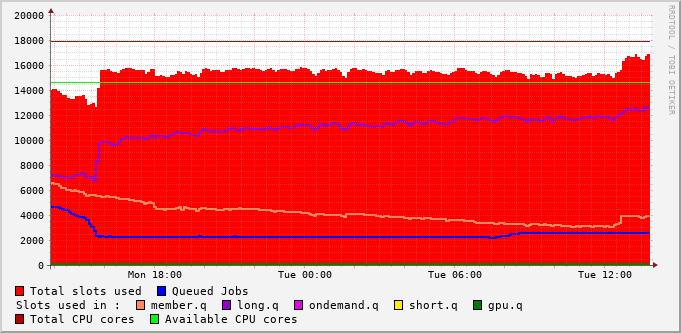 20000
18000
16000
14000
12000
10000
8000
6000
4000
2000
0
Mon 18:00 Tue 00:00 Tue 06:00 Tue 12:00
RRDTOOL / TOBI OETIKER
Total slots used Queued Jobs
Slots used in : member.q long.q ondemand.q short.q gpu.q
Total CPU cores Available CPU cores